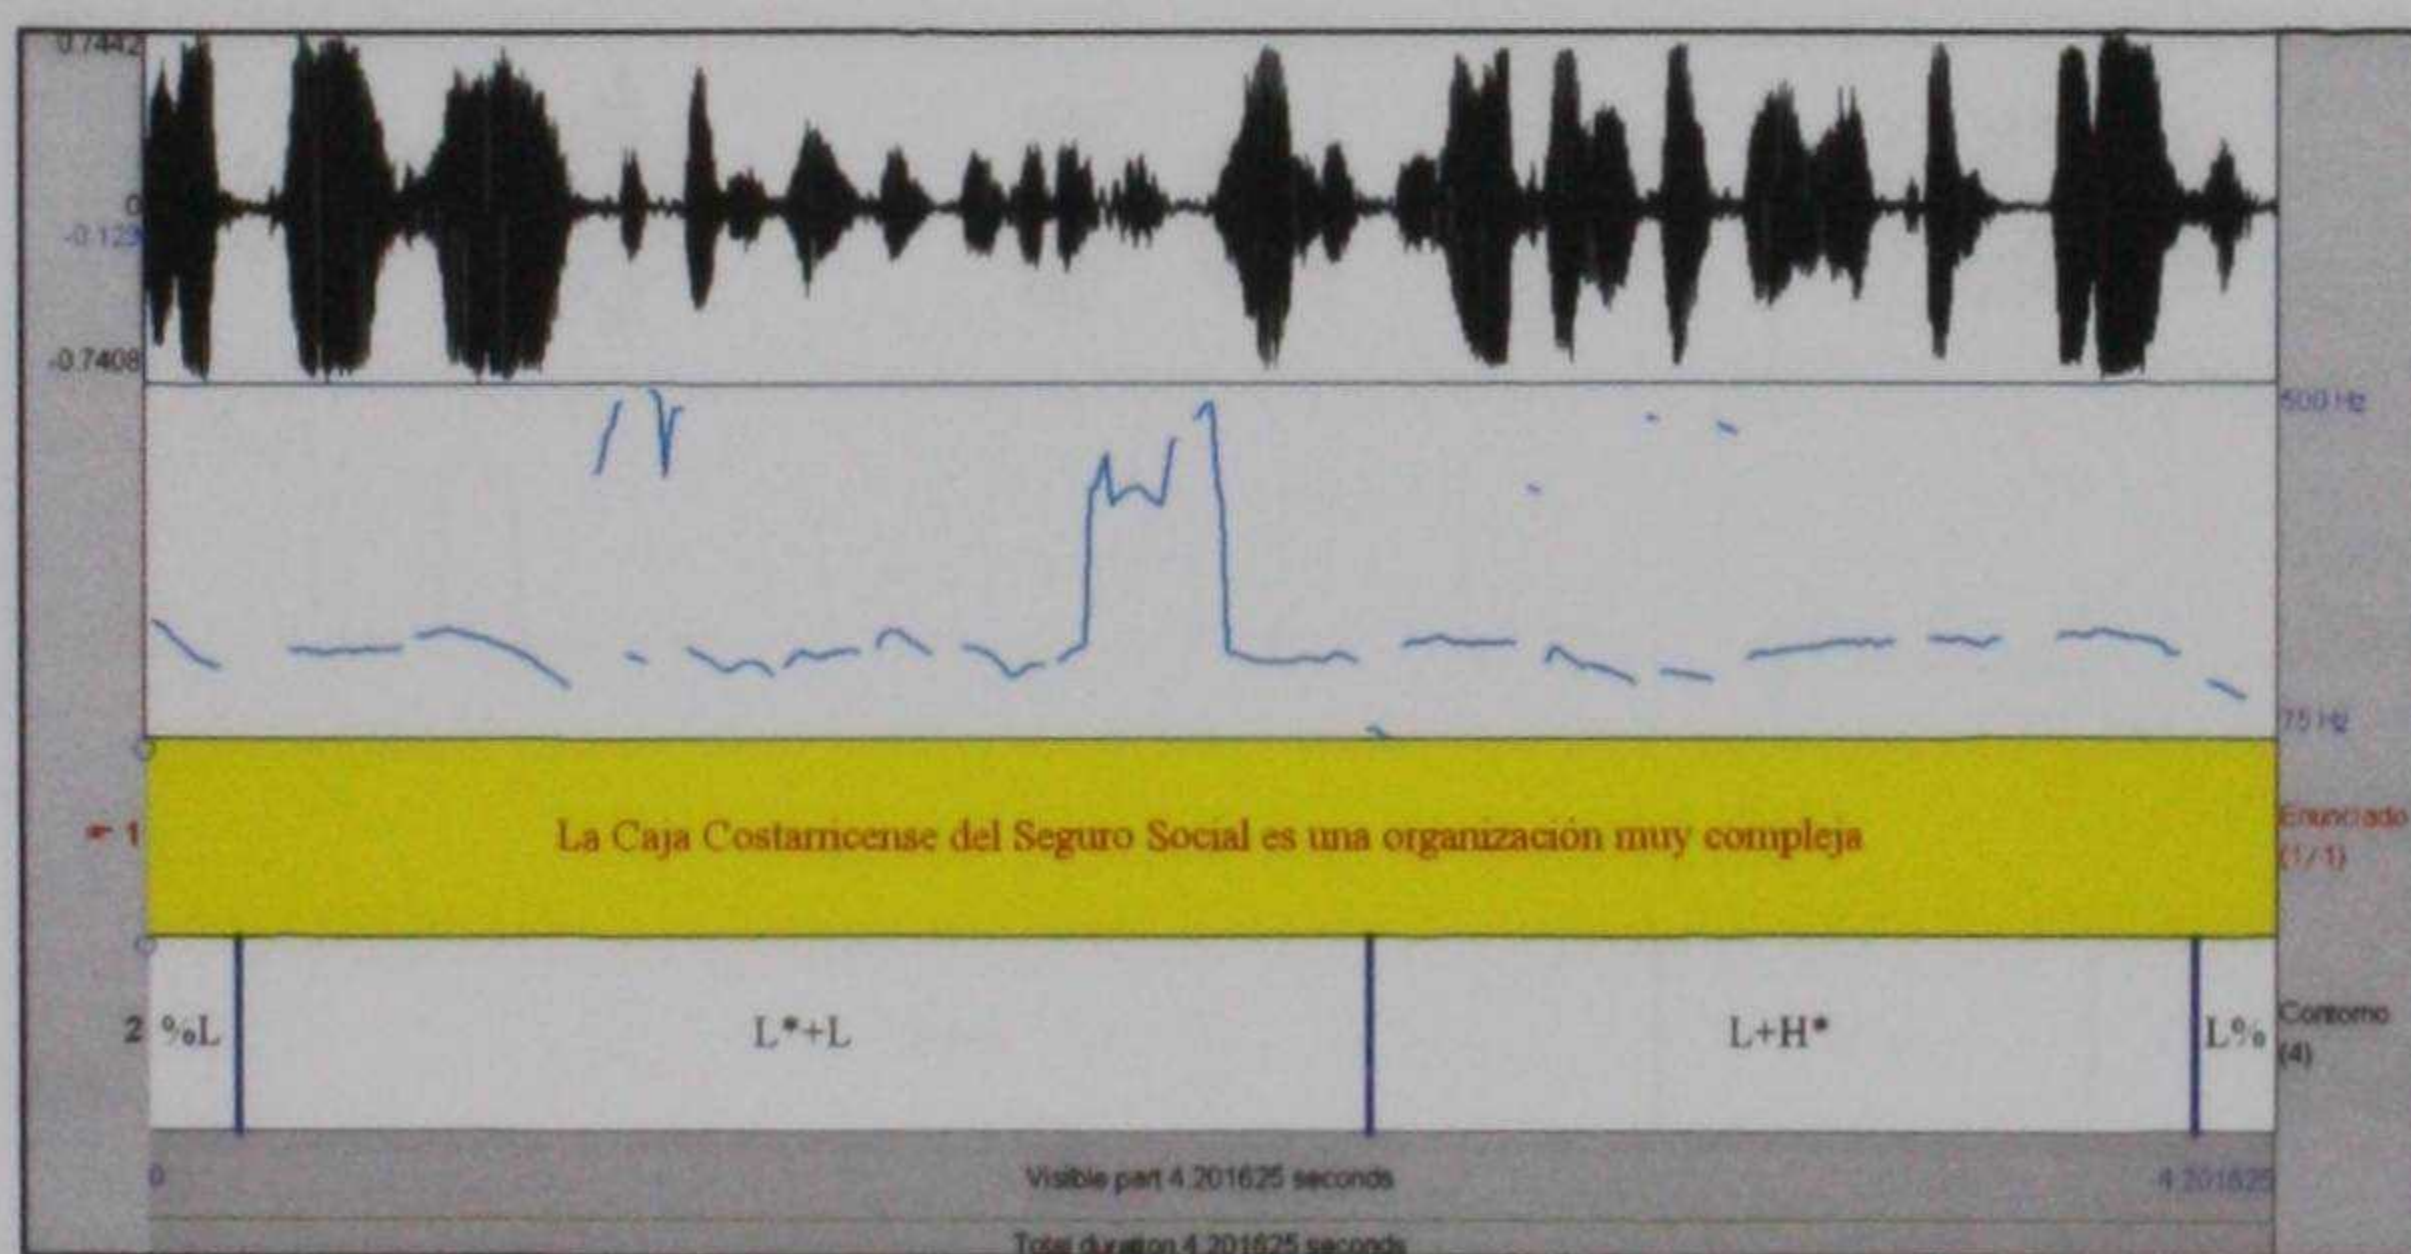 0.7442
0
-0.123
-0.7408
500 Hz
75 Hz
1
La Caja Costarricense del Seguro Social es una organización muy compleja
Enunciado
(1/1)
2
%L
L*+L
L+H*
L%
Contorno
(4)
0
Visible part 4.201625 seconds
4.201625
Total duration 4.201625 seconds